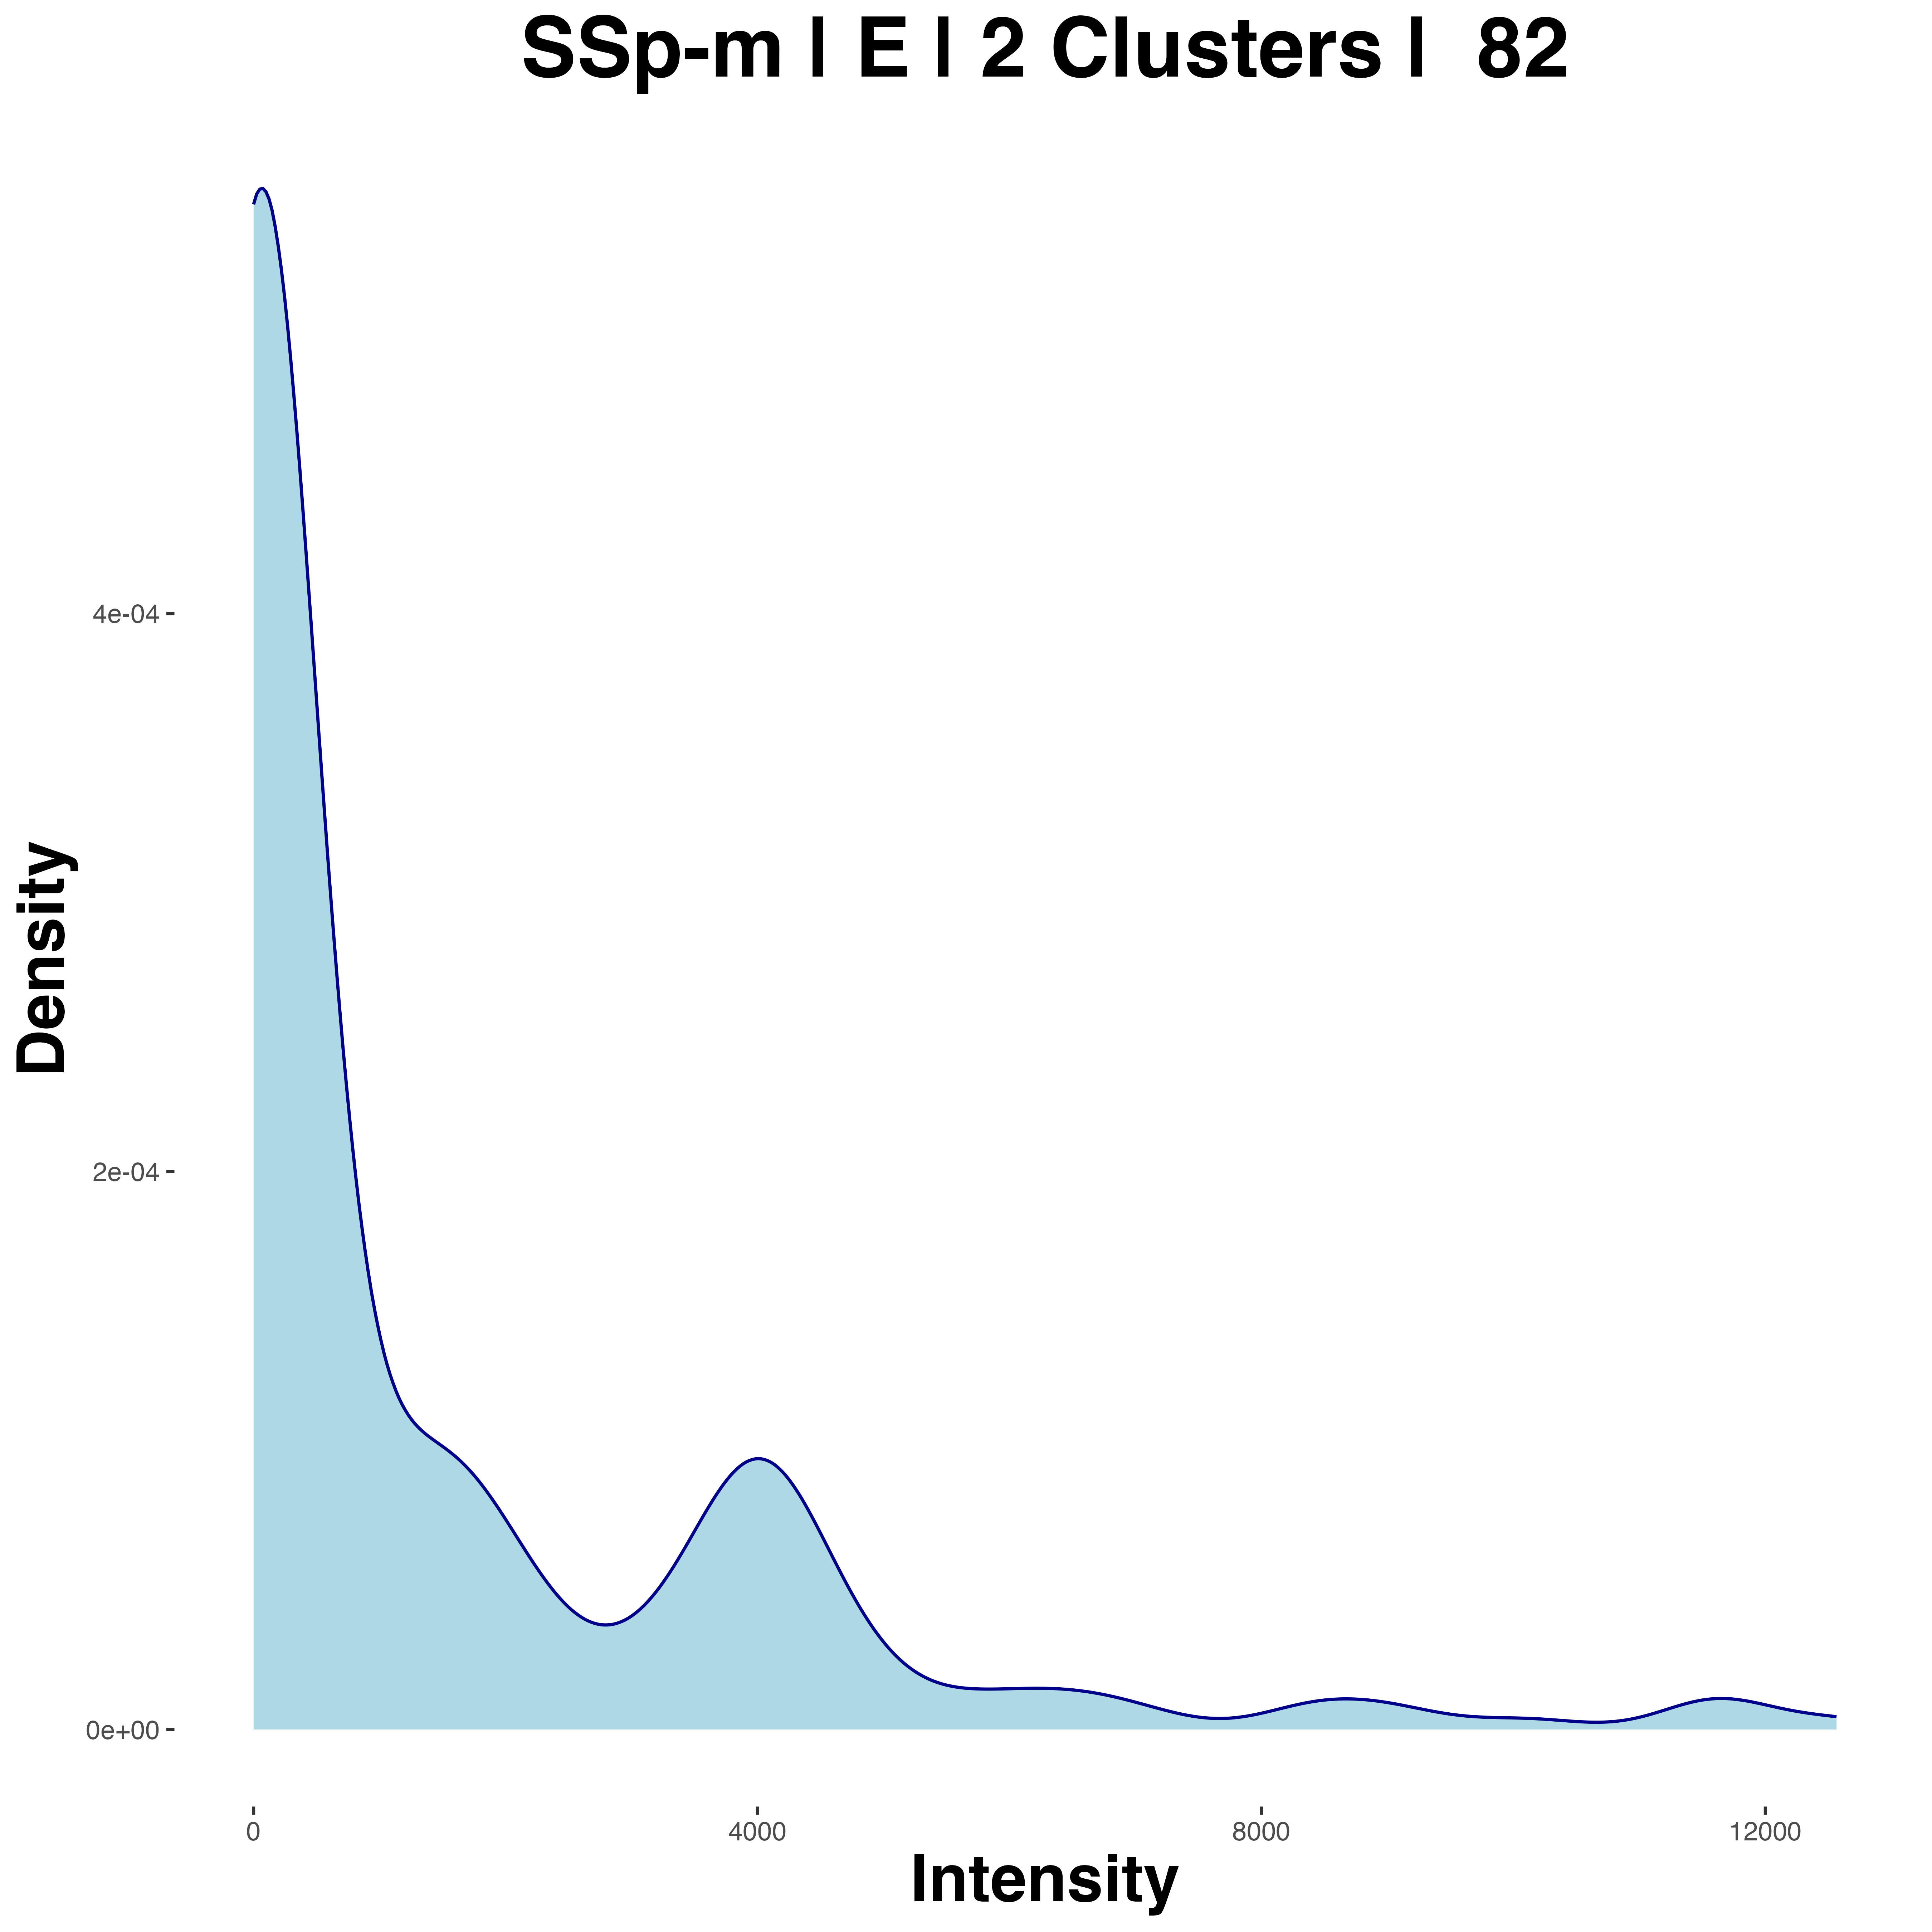 SSp-m | E | 2 Clusters |  82
Density
4e-04
2e-04
0e+00
0
4000
8000
12000
Intensity